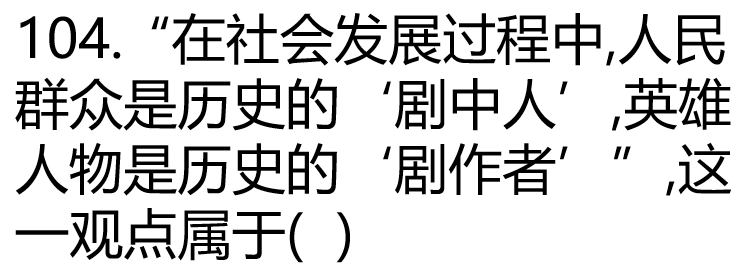 104.“在社会发展过程中,人民
群众是历史的‘剧中人’,英雄
人物是历史的‘剧作者’”,这
一观点属于( )